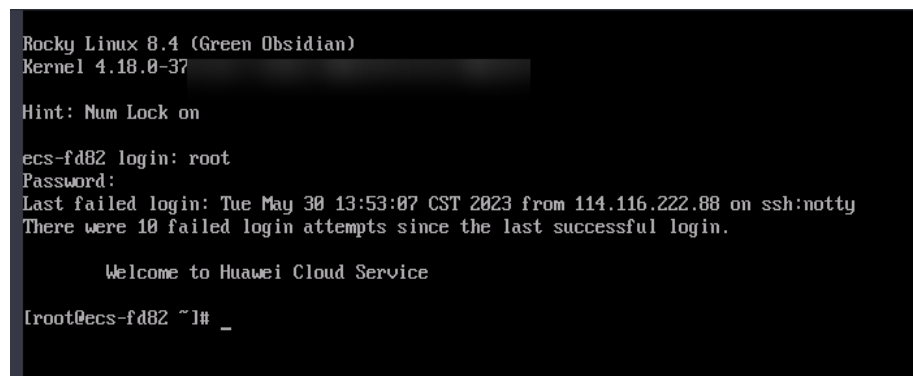 Rocky Linux 8.4 (Green Obsidian)
Kernel 4.18.0-37
Hint: Num Lock on
ecs-fd82 login: root
Password:
Last failed login: Tue May 30 13:53:07 CST 2023 from 114.116.222.88 on ssh:notty
There were 10 failed login attempts since the last successful login.
Welcome to Huawei Cloud Service
[root@ecs-fd82 ~]# _